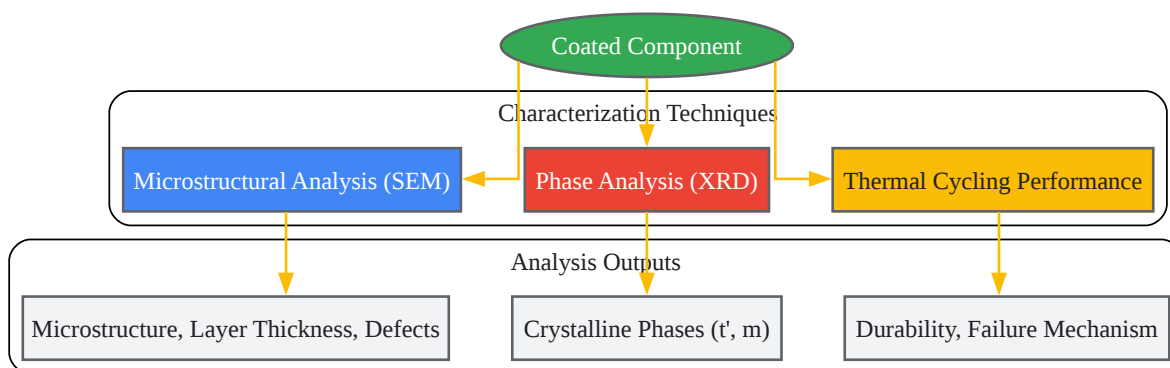 Coated Component
Characterization Techniques
Microstructural Analysis (SEM)
Phase Analysis (XRD)
Thermal Cycling Performance
Analysis Outputs
Microstructure, Layer Thickness, Defects
Crystalline Phases (t', m)
Durability, Failure Mechanism